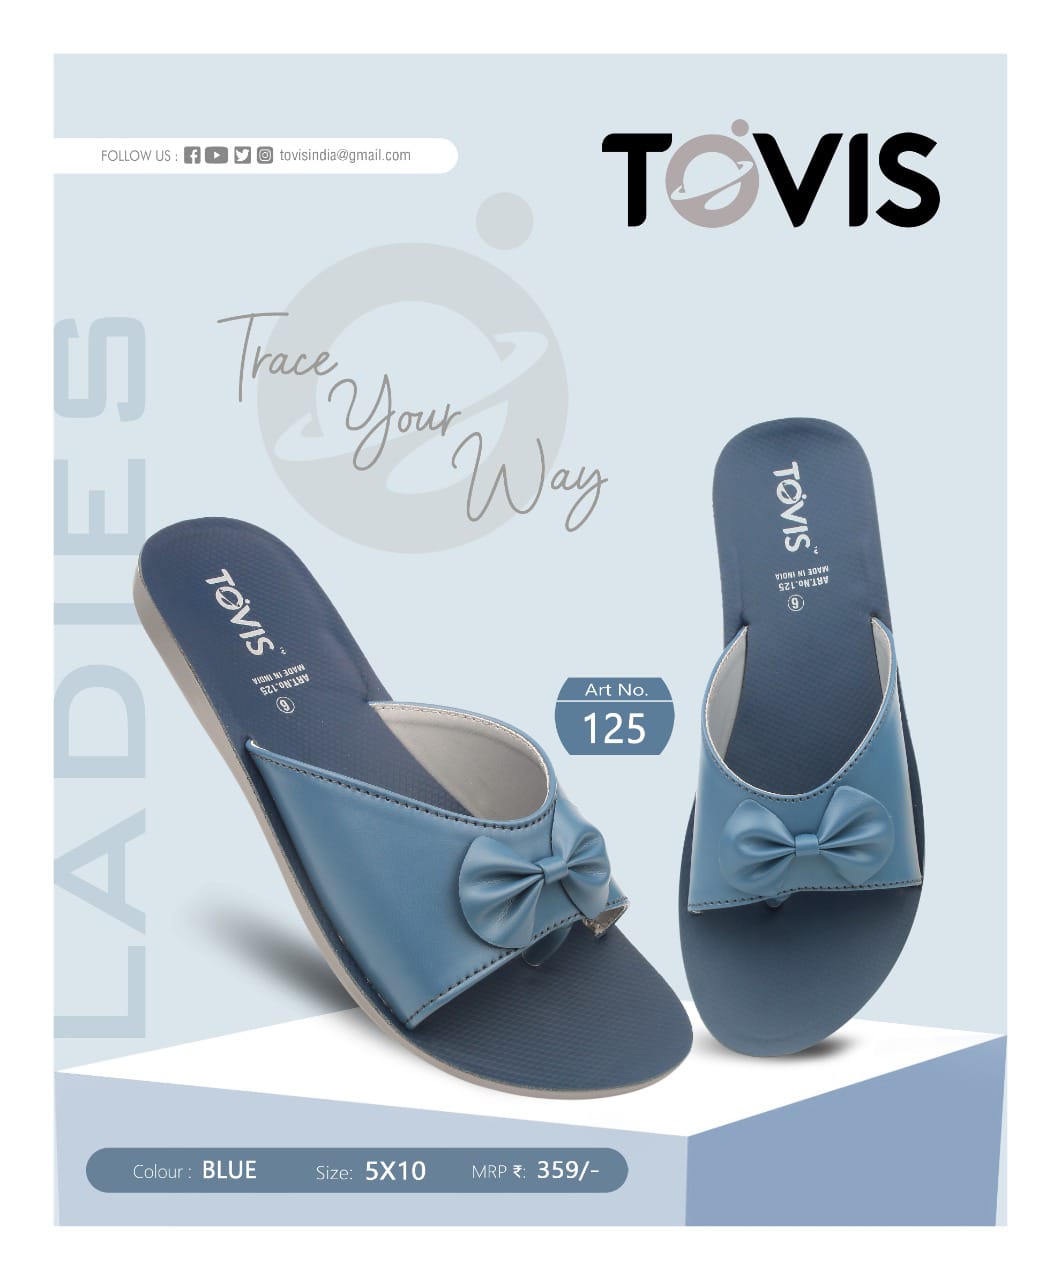 FOLLOW US : tovisindia@gmail.com
TOVIS
Trace
Your
Way
LADIES
TOVIS
ART.No.125
MADE IN INDIA
6
TOVIS
ART.No.125
MADE IN INDIA
6
Art No.
125
Colour : BLUE Size: 5X10 MRP ₹: 359/-